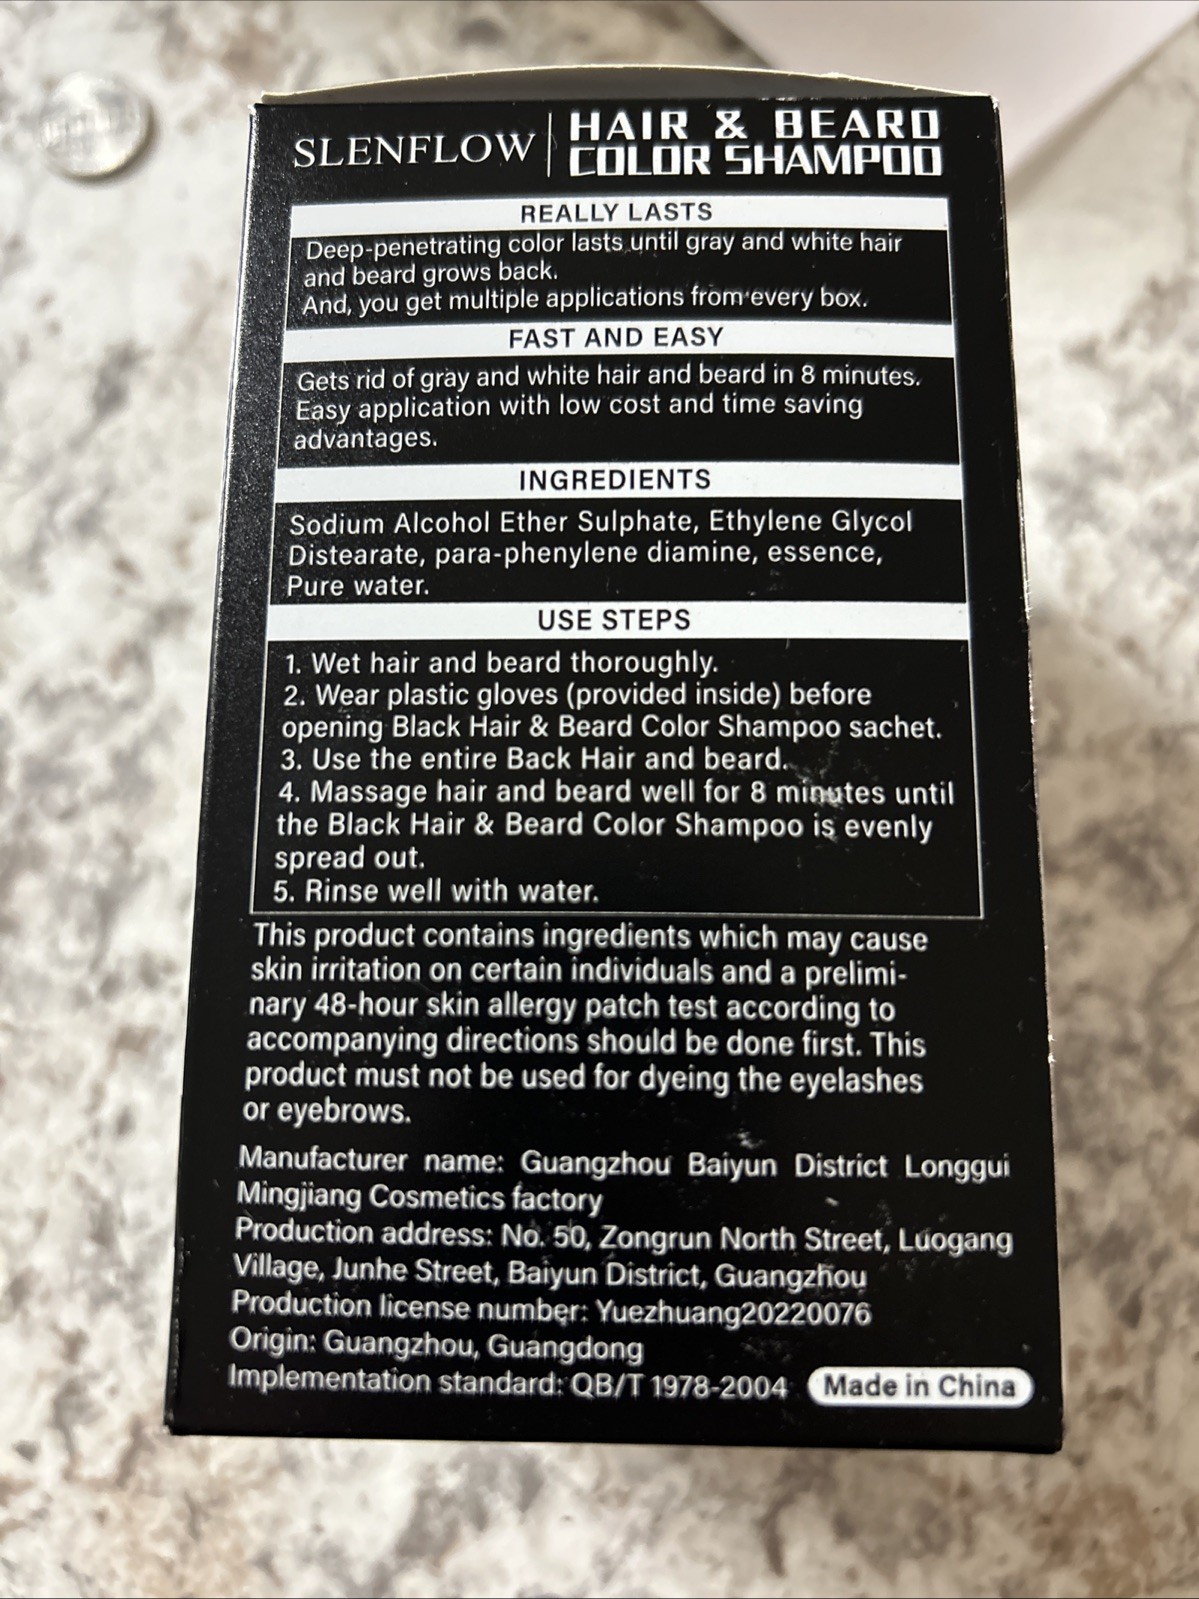 SLENFLOW
HAIR & BEARD
COLOR SHAMPOO
REALLY LASTS
Deep-penetrating color lasts until gray and white hair
and beard grows back.
And, you get multiple applications from every box.
FAST AND EASY
Gets rid of gray and white hair and beard in 8 minutes.
Easy application with low cost and time saving
advantages.
INGREDIENTS
Sodium Alcohol Ether Sulphate, Ethylene Glycol
Distearate, para-phenylene diamine, essence,
Pure water.
USE STEPS
1. Wet hair and beard thoroughly.
2. Wear plastic gloves (provided inside) before
opening Black Hair & Beard Color Shampoo sachet.
3. Use the entire Back Hair and beard.
4. Massage hair and beard well for 8 minutes until
the Black Hair & Beard Color Shampoo is evenly
spread out.
5. Rinse well with water.
This product contains ingredients which may cause
skin irritation on certain individuals and a prelimi-
nary 48-hour skin allergy patch test according to
accompanying directions should be done first. This
product must not be used for dyeing the eyelashes
or eyebrows.
Manufacturer name: Guangzhou Baiyun District Longgui
Mingjiang Cosmetics factory
Production address: No. 50, Zongrun North Street, Luogang
Village, Junhe Street, Baiyun District, Guangzhou
Production license number: Yuezhuang20220076
Origin: Guangzhou, Guangdong
Implementation standard: QB/T 1978-2004
Made in China